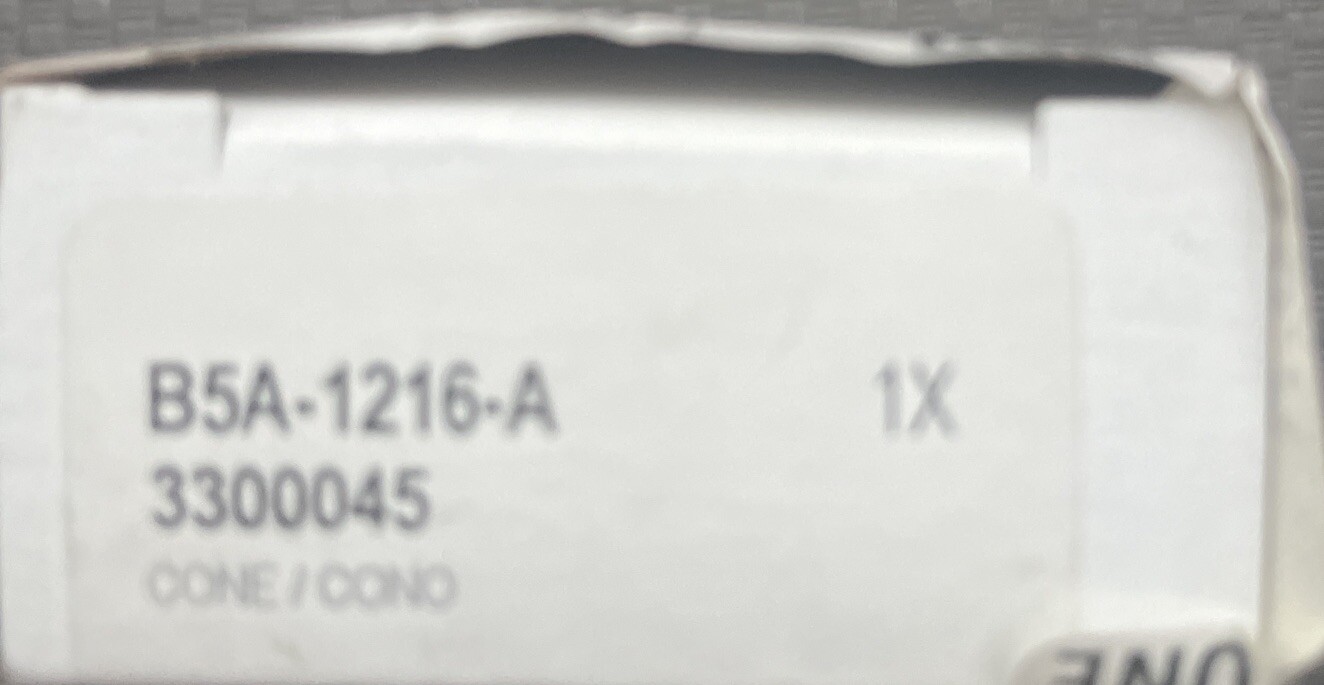 B5A-1216-A 1X
3300045
CONE / CONO